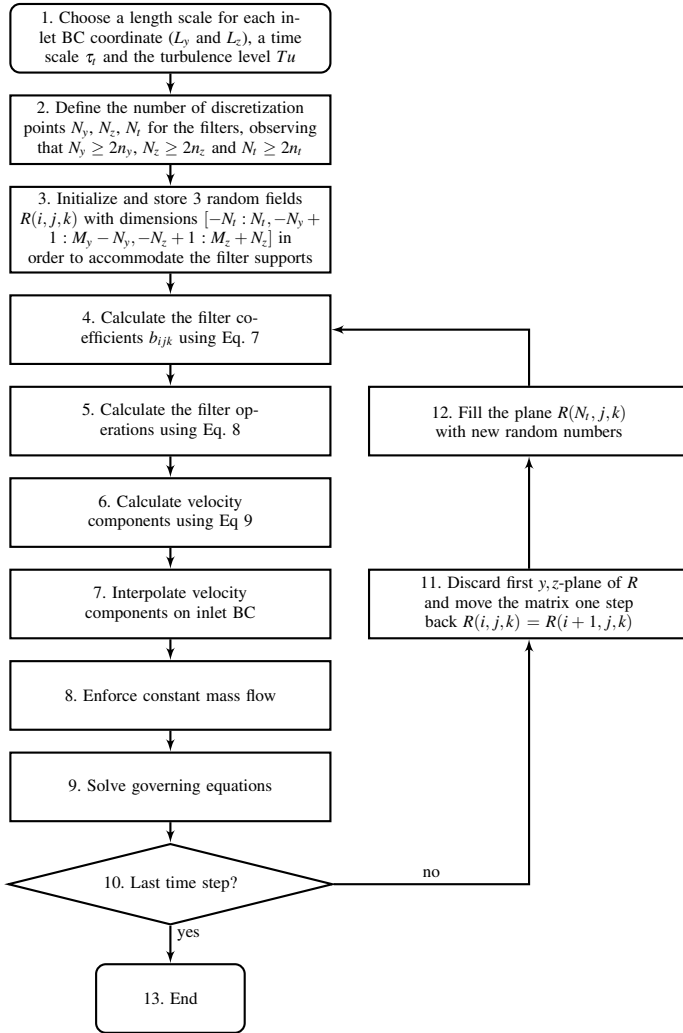 1. Choose a length scale for each in-
let BC coordinate (L_y and L_z), a time
scale τ_t and the turbulence level Tu
2. Define the number of discretization
points N_y, N_z, N_t for the filters, observing
that N_y ≥ 2n_y, N_z ≥ 2n_z and N_t ≥ 2n_t
3. Initialize and store 3 random fields
R(i, j, k) with dimensions [−N_t : N_t, −N_y +
1 : M_y − N_y, −N_z + 1 : M_z + N_z] in
order to accommodate the filter supports
4. Calculate the filter co-
efficients b_ijk using Eq. 7
5. Calculate the filter op-
erations using Eq. 8
6. Calculate velocity
components using Eq 9
7. Interpolate velocity
components on inlet BC
8. Enforce constant mass flow
9. Solve governing equations
10. Last time step?
no
yes
11. Discard first y,z-plane of R
and move the matrix one step
back R(i, j, k) = R(i + 1, j, k)
12. Fill the plane R(N_t, j, k)
with new random numbers
13. End